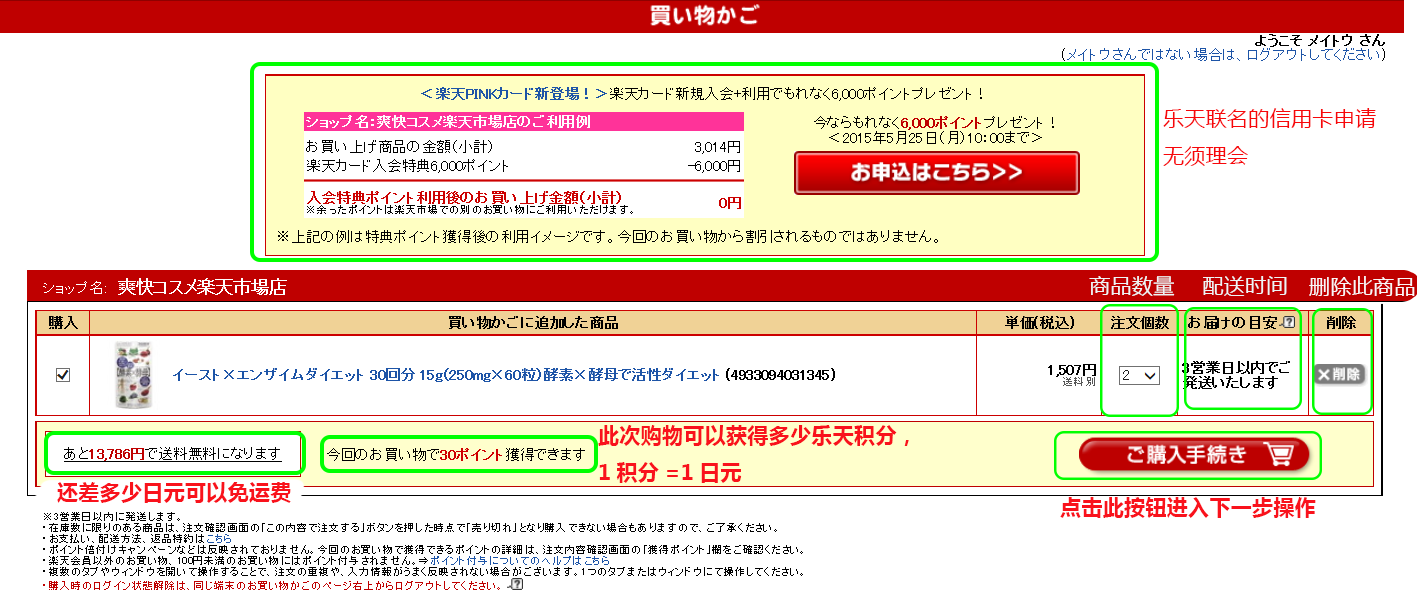 買い物かご
ようこそ メイトウ さん
(メイトウさんではない場合は、ログアウトしてください)
＜楽天PINKカード新登場！＞楽天カード新規入会+利用でもれなく6,000ポイントプレゼント！
ショップ名:爽快コスメ楽天市場店のご利用例
お買い上げ商品の金額(小計) 3,014円
楽天カード入会特典6,000ポイント -6,000円
入会特典ポイント利用後のお買い上げ金額(小計) 0円
※余ったポイントは楽天市場での別のお買い物にご利用いただけます。
今ならもれなく6,000ポイントプレゼント！
＜2015年5月25日(月)10:00まで＞
お申込はこちら>>
※上記の例は特典ポイント獲得後の利用イメージです。今回のお買い物から割引されるものではありません。
乐天联名的信用卡申请
无须理会
ショップ名: 爽快コスメ楽天市場店
商品数量 配送时间 删除此商品
購入 買い物かごに追加した商品 単価(税込) 注文個数 お届けの目安 ? 削除
イースト×エンザイムダイエット 30回分 15g(250mg×60粒)酵素×酵母で活性ダイエット (4933094031345)
1,507円
送料別
2
3営業日以内でご
発送いたします
×削除
あと13,786円で送料無料になります
今回のお買い物で30ポイント獲得できます
此次购物可以获得多少乐天积分，
1 积分 =1 日元
ご購入手続き
还差多少日元可以免运费
点击此按钮进入下一步操作
※3営業日以内に発送します。
・在庫数に限りのある商品は、注文確認画面の「この内容で注文する」ボタンを押した時点で「売り切れ」となり購入できない場合もありますので、ご了承ください。
・お支払い、配送方法、返品特約はこちら
・ポイント倍付けキャンペーンなどは反映されておりません。今回のお買い物で獲得できるポイントの詳細は、注文内容確認画面の「獲得ポイント」欄をご確認ください。
・楽天会員以外のお買い物、100円未満のお買い物にはポイント付与されません。⇒ポイント付与についてのヘルプはこちら
・複数のタブやウィンドウを開いて操作することで、注文の重複や、入力情報がうまく反映されない場合がございます。1つのタブまたはウィンドウにて操作してください。
・購入時のログイン状態解除は、同じ端末のお買い物かごのページ右上からログアウトしてください。 ?